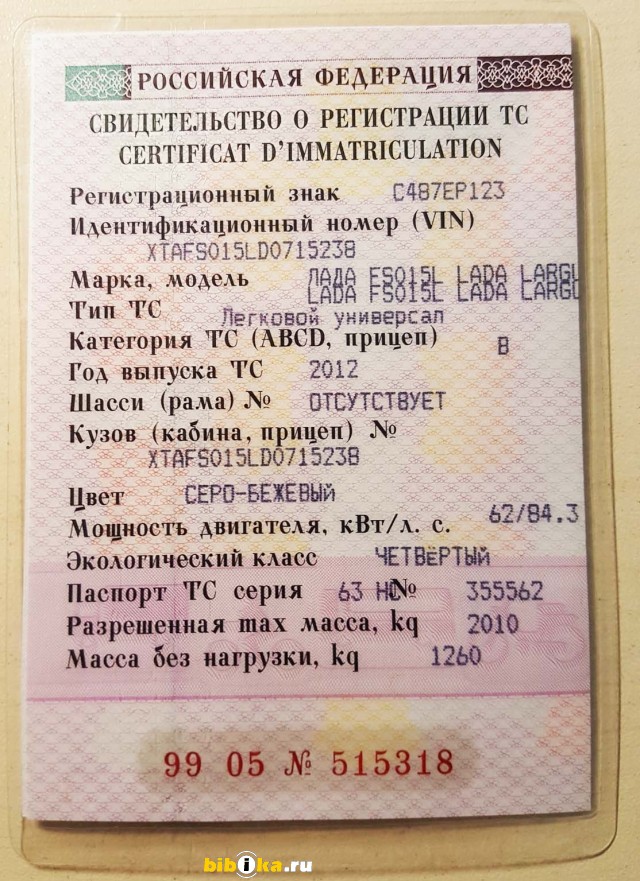 РОССИЙСКАЯ ФЕДЕРАЦИЯ
СВИДЕТЕЛЬСТВО О РЕГИСТРАЦИИ ТС
CERTIFICAT D'IMMATRICULATION
Регистрационный знак С487ЕР123
Идентификационный номер (VIN)
XTAFS015LD0715238
Марка, модель ЛАДА FS015L LADA LARGU
LADA FS015L LADA LARGU
Тип ТС Легковой универсал
Категория ТС (ABCD, прицеп) B
Год выпуска ТС 2012
Шасси (рама) № ОТСУТСТВУЕТ
Кузов (кабина, прицеп) №
XTAFS015LD0715238
Цвет СЕРО-БЕЖЕВЫЙ
Мощность двигателя, кВт/л. с. 62/84.3
Экологический класс ЧЕТВЁРТЫЙ
Паспорт ТС серия 63 № 355562
Разрешенная max масса, kg 2010
Масса без нагрузки, kg 1260
99 05 № 515318
bibika.ru